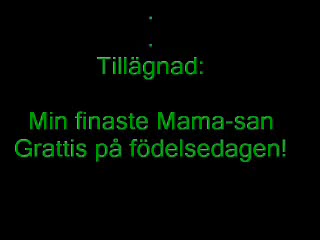 .
.
Tillägnad:
Min finaste Mama-san
Grattis på födelsedagen!